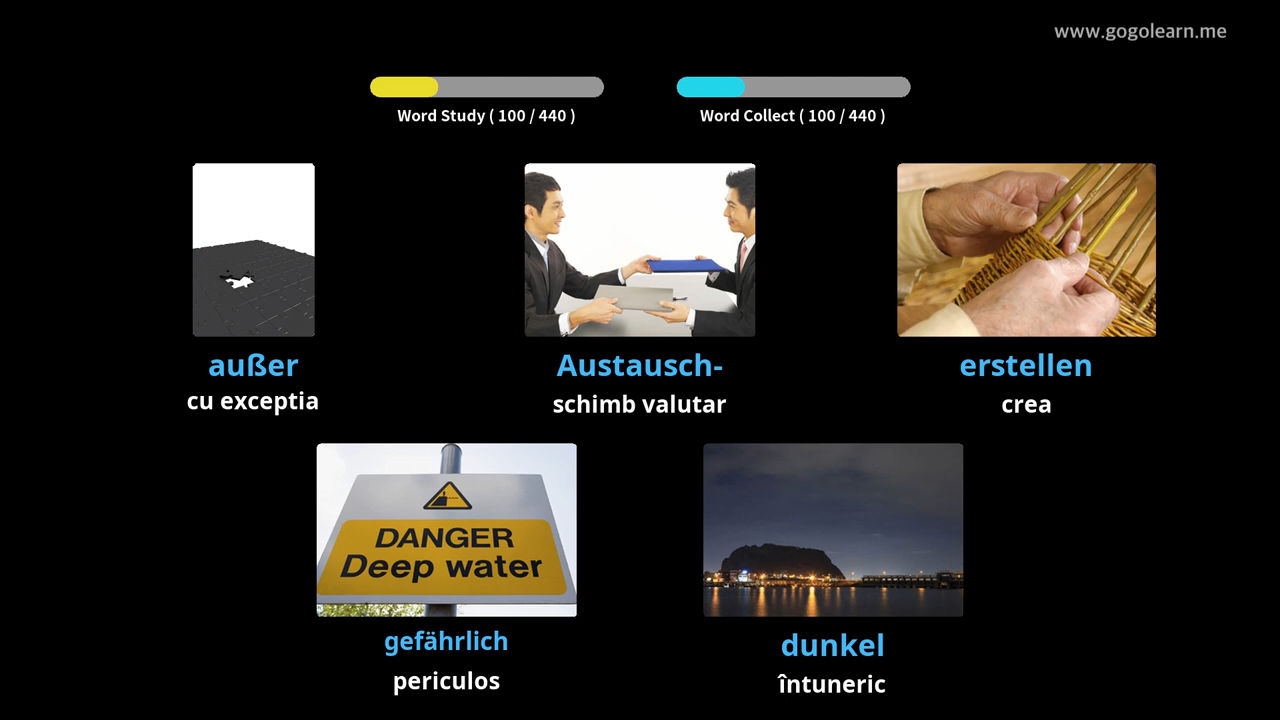 www.gogolearn.me
Word Study ( 100 / 440 )
Word Collect ( 100 / 440 )
außer
cu exceptia
Austausch-
schimb valutar
erstellen
crea
DANGER
Deep water
gefährlich
periculos
dunkel
întuneric